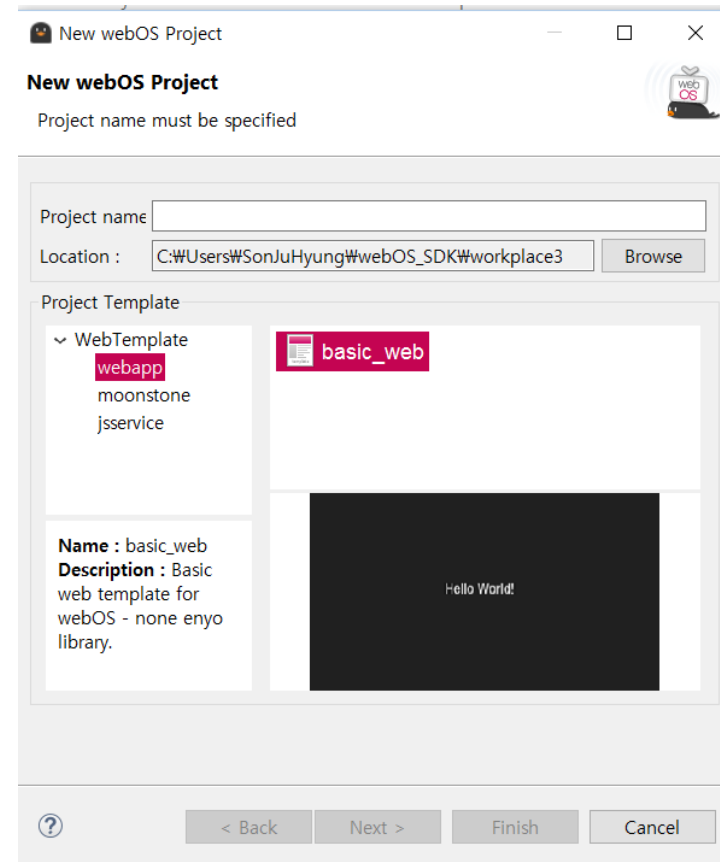 New webOS Project
New webOS Project
web
OS
Project name must be specified
Project name
Location : C:₩Users₩SonJuHyung₩webOS_SDK₩workplace3 Browse
Project Template
WebTemplate
webapp
moonstone
jsservice
basic_web
Name : basic_web
Description : Basic
web template for
webOS - none enyo
library.
Hello World!
? < Back Next > Finish Cancel